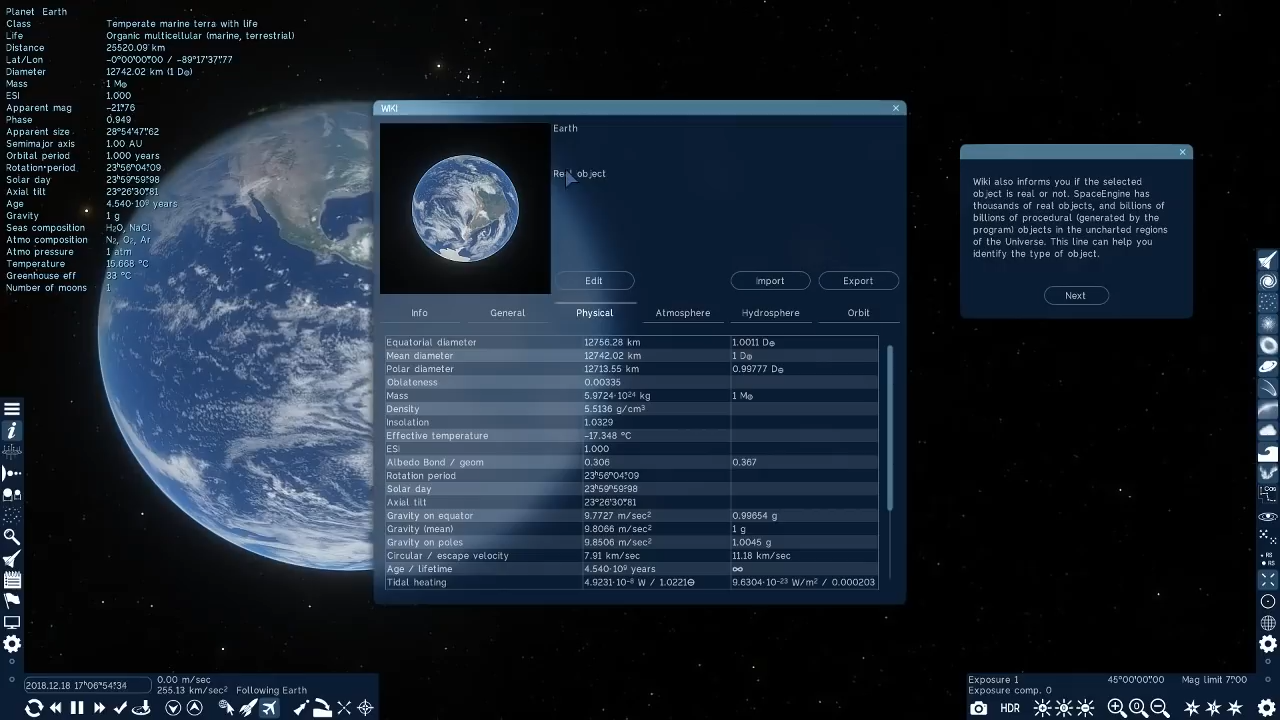 Planet Earth
Class Temperate marine terra with life
Life Organic multicellular (marine, terrestrial)
Distance 25520.09 km
Lat/Lon -0°00'00".00 / -89°17'37".77
Diameter 12742.02 km (1 D⊕)
Mass 1 M⊕
ESI 1.000
Apparent mag -21.76
Phase 0.949
Apparent size 28°54'47".62
Semimajor axis 1.00 AU
Orbital period 1.000 years
Rotation period 23ʰ56ᵐ04ˢ.09
Solar day 23ʰ59ᵐ59ˢ.98
Axial tilt 23°26'30".81
Age 4.540·10⁹ years
Gravity 1 g
Seas composition H₂O, NaCl
Atmo composition N₂, O₂, Ar
Atmo pressure 1 atm
Temperature 15.668 °C
Greenhouse eff 33 °C
Number of moons 1
WIKI
Earth
Real object
Edit Import Export
Info General Physical Atmosphere Hydrosphere Orbit
Equatorial diameter 12756.28 km 1.0011 D⊕
Mean diameter 12742.02 km 1 D⊕
Polar diameter 12713.55 km 0.99777 D⊕
Oblateness 0.00335
Mass 5.9724·10²⁴ kg 1 M⊕
Density 5.5136 g/cm³
Insolation 1.0329
Effective temperature -17.348 °C
ESI 1.000
Albedo Bond / geom 0.306 0.367
Rotation period 23ʰ56ᵐ04ˢ.09
Solar day 23ʰ59ᵐ59ˢ.98
Axial tilt 23°26'30".81
Gravity on equator 9.7727 m/sec² 0.99654 g
Gravity (mean) 9.8066 m/sec² 1 g
Gravity on poles 9.8506 m/sec² 1.0045 g
Circular / escape velocity 7.91 km/sec 11.18 km/sec
Age / lifetime 4.540·10⁹ years ∞
Tidal heating 4.9231·10⁻⁸ W / 1.0221⊖ 9.6304·10⁻²³ W/m² / 0.000203
Wiki also informs you if the selected
object is real or not. SpaceEngine has
thousands of real objects, and billions of
billions of procedural (generated by the
program) objects in the uncharted regions
of the Universe. This line can help you
identify the type of object.
Next
+ RS
• RS
2018.12.18 17ʰ06ᵐ54ˢ.34
0.00 m/sec
255.13 km/sec² Following Earth
Exposure 1 45°00'00".00 Mag limit 7.00
Exposure comp. 0
HDR